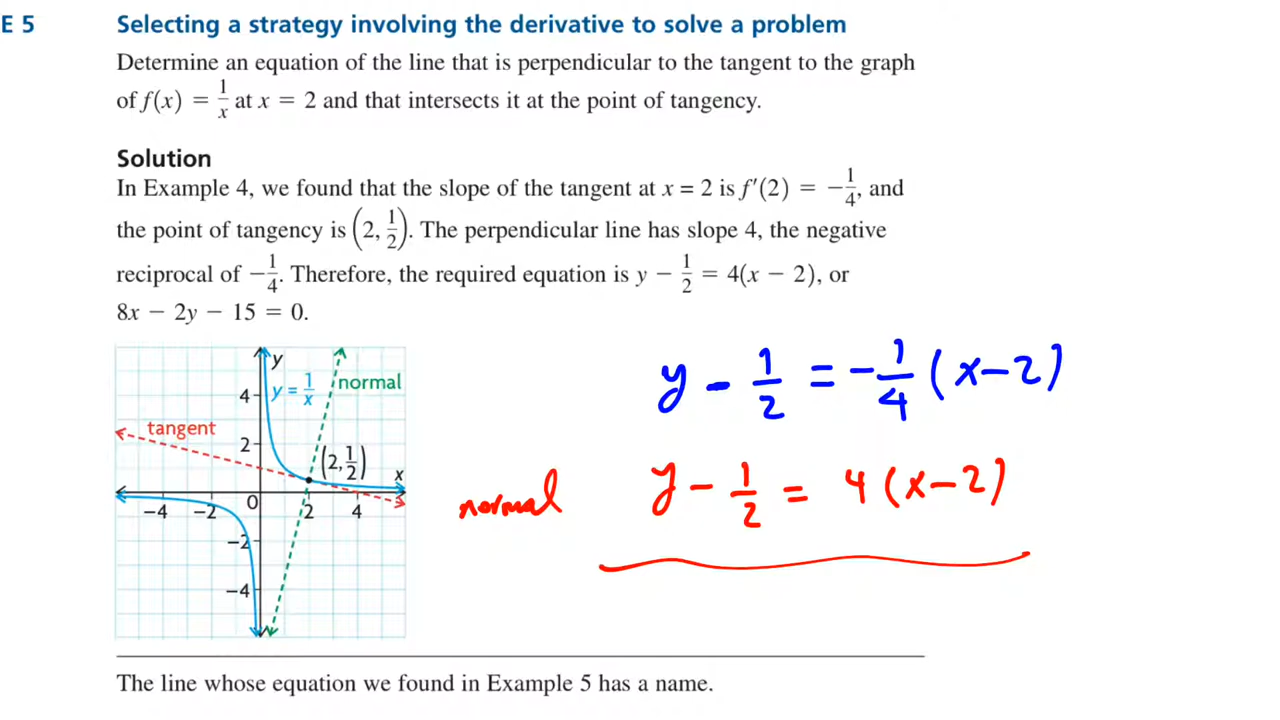 E 5 Selecting a strategy involving the derivative to solve a problem
Determine an equation of the line that is perpendicular to the tangent to the graph
of f(x) = 1/x at x = 2 and that intersects it at the point of tangency.
Solution
In Example 4, we found that the slope of the tangent at x = 2 is f′(2) = −1/4, and
the point of tangency is (2, 1/2). The perpendicular line has slope 4, the negative
reciprocal of −1/4. Therefore, the required equation is y − 1/2 = 4(x − 2), or
8x − 2y − 15 = 0.
y
y = 1/x
normal
4
tangent
2
(2, 1/2)
x
−4 −2 0 2 4
−2
−4
y − 1/2 = −1/4 (x−2)
normal y − 1/2 = 4(x−2)
The line whose equation we found in Example 5 has a name.